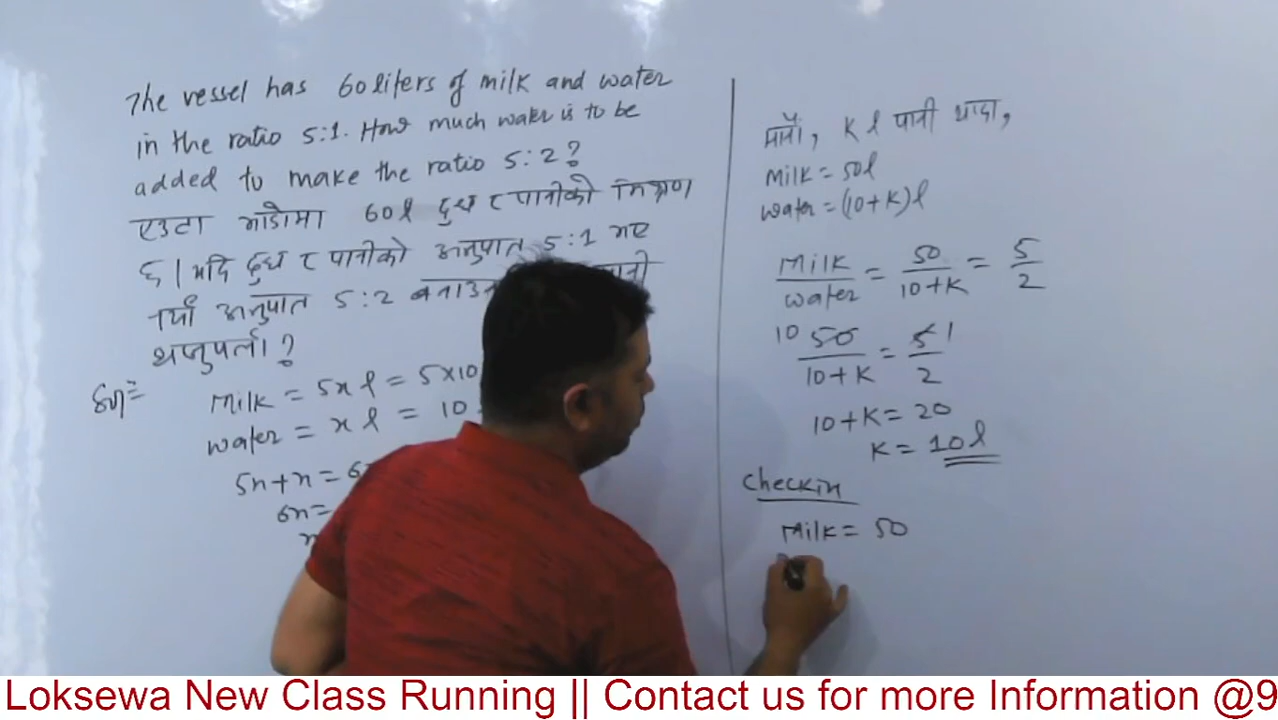 The vessel has 60 liters of milk and water
in the ratio 5:1. How much water is to be
added to make the ratio 5:2?
एउटा भाडोमा 60 l दुध र पानीको मिश्रण
छ। यदि दुध र पानीको अनुपात 5:1 भए
नयाँ अनुपात 5:2 बनाउन पानी
थप्नुपर्ला?
Solⁿ=
Milk = 5x l = 5×10
water = x l = 10
5x+x = 6
6x=
मानौं, K l पानी थप्दा,
Milk = 50l
water = (10+K) l
Milk/water = 50/10+K = 5/2
10 50/10+K = 5 1/2
10+K = 20
K = 10 l
Checkin
Milk = 50
Loksewa New Class Running || Contact us for more Information @9